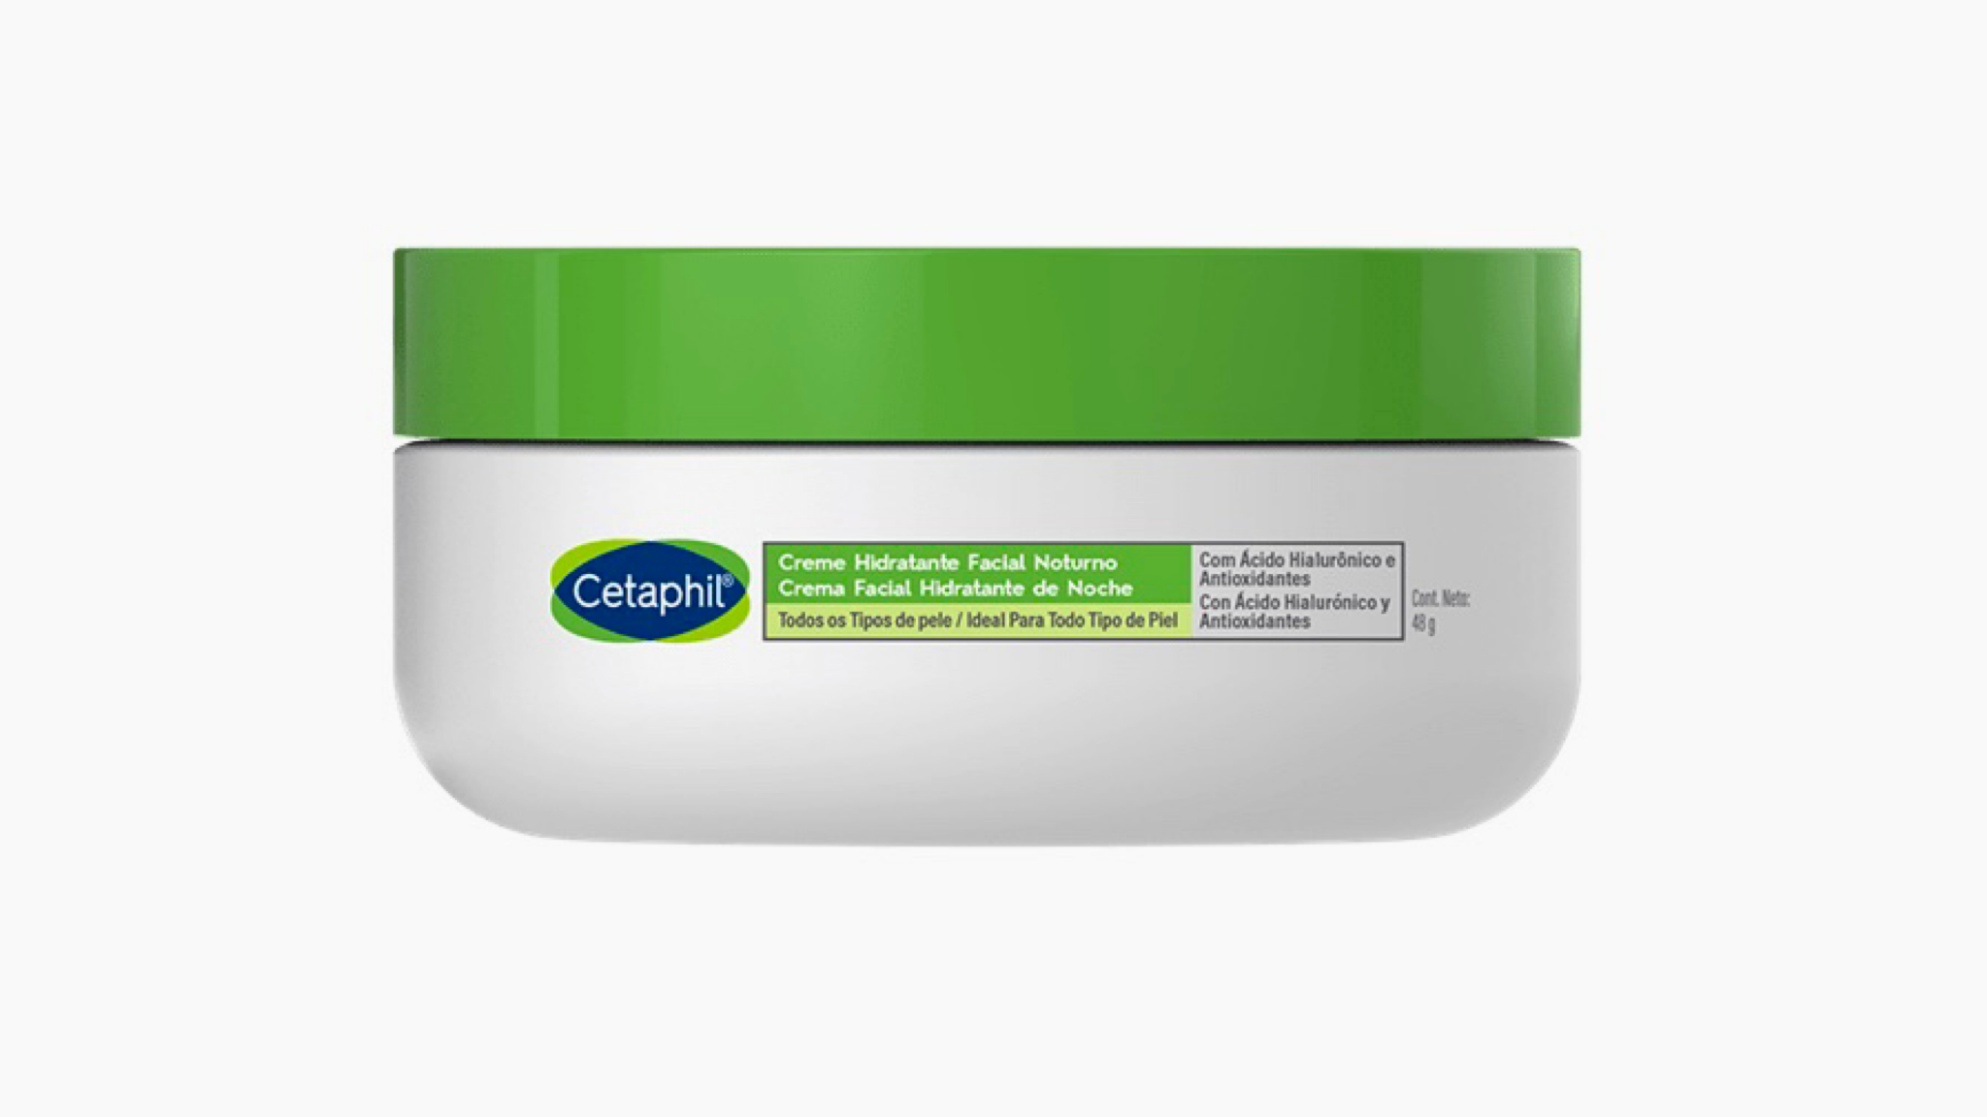 Cetaphil®
Creme Hidratante Facial Noturno
Crema Facial Hidratante de Noche
Todos os Tipos de pele / Ideal Para Todo Tipo de Piel
Com Ácido Hialurônico e
Antioxidantes
Con Ácido Hialurónico y
Antioxidantes
Cont. Neto:
48 g